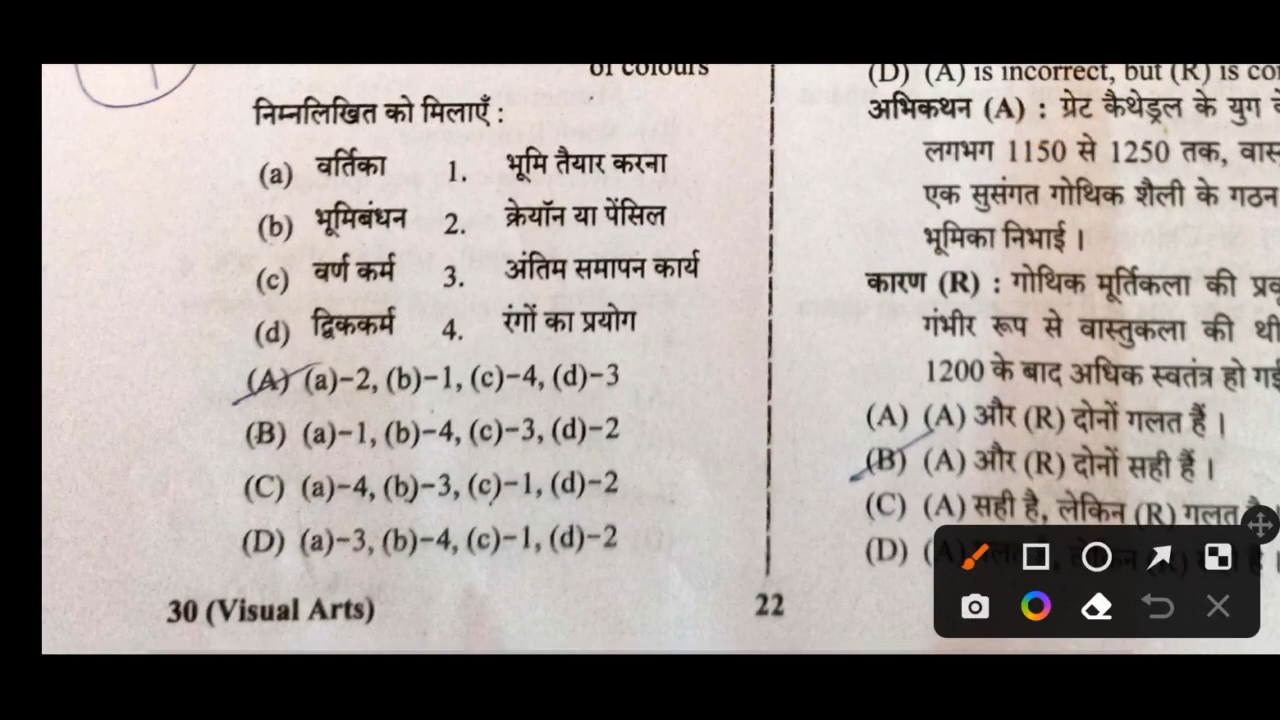 of colours
निम्नलिखित को मिलाएँ :
(a) वर्तिका 1. भूमि तैयार करना
(b) भूमिबंधन 2. क्रेयॉन या पेंसिल
(c) वर्ण कर्म 3. अंतिम समापन कार्य
(d) द्विककर्म 4. रंगों का प्रयोग
(A) (a)-2, (b)-1, (c)-4, (d)-3
(B) (a)-1, (b)-4, (c)-3, (d)-2
(C) (a)-4, (b)-3, (c)-1, (d)-2
(D) (a)-3, (b)-4, (c)-1, (d)-2
30 (Visual Arts)
22
(D) (A) is incorrect, but (R) is
अभिकथन (A) : ग्रेट कैथेड्रल के युग
लगभग 1150 से 1250 तक,
एक सुसंगत गोथिक शैली के गठन
भूमिका निभाई ।
कारण (R) : गोथिक मूर्तिकला की
गंभीर रूप से वास्तुकला की थी
1200 के बाद अधिक स्वतंत्र हो
(A) (A) और (R) दोनों गलत हैं ।
(B) (A) और (R) दोनों सही हैं ।
(C) (A) सही है, लेकिन (R) गलत
(D)